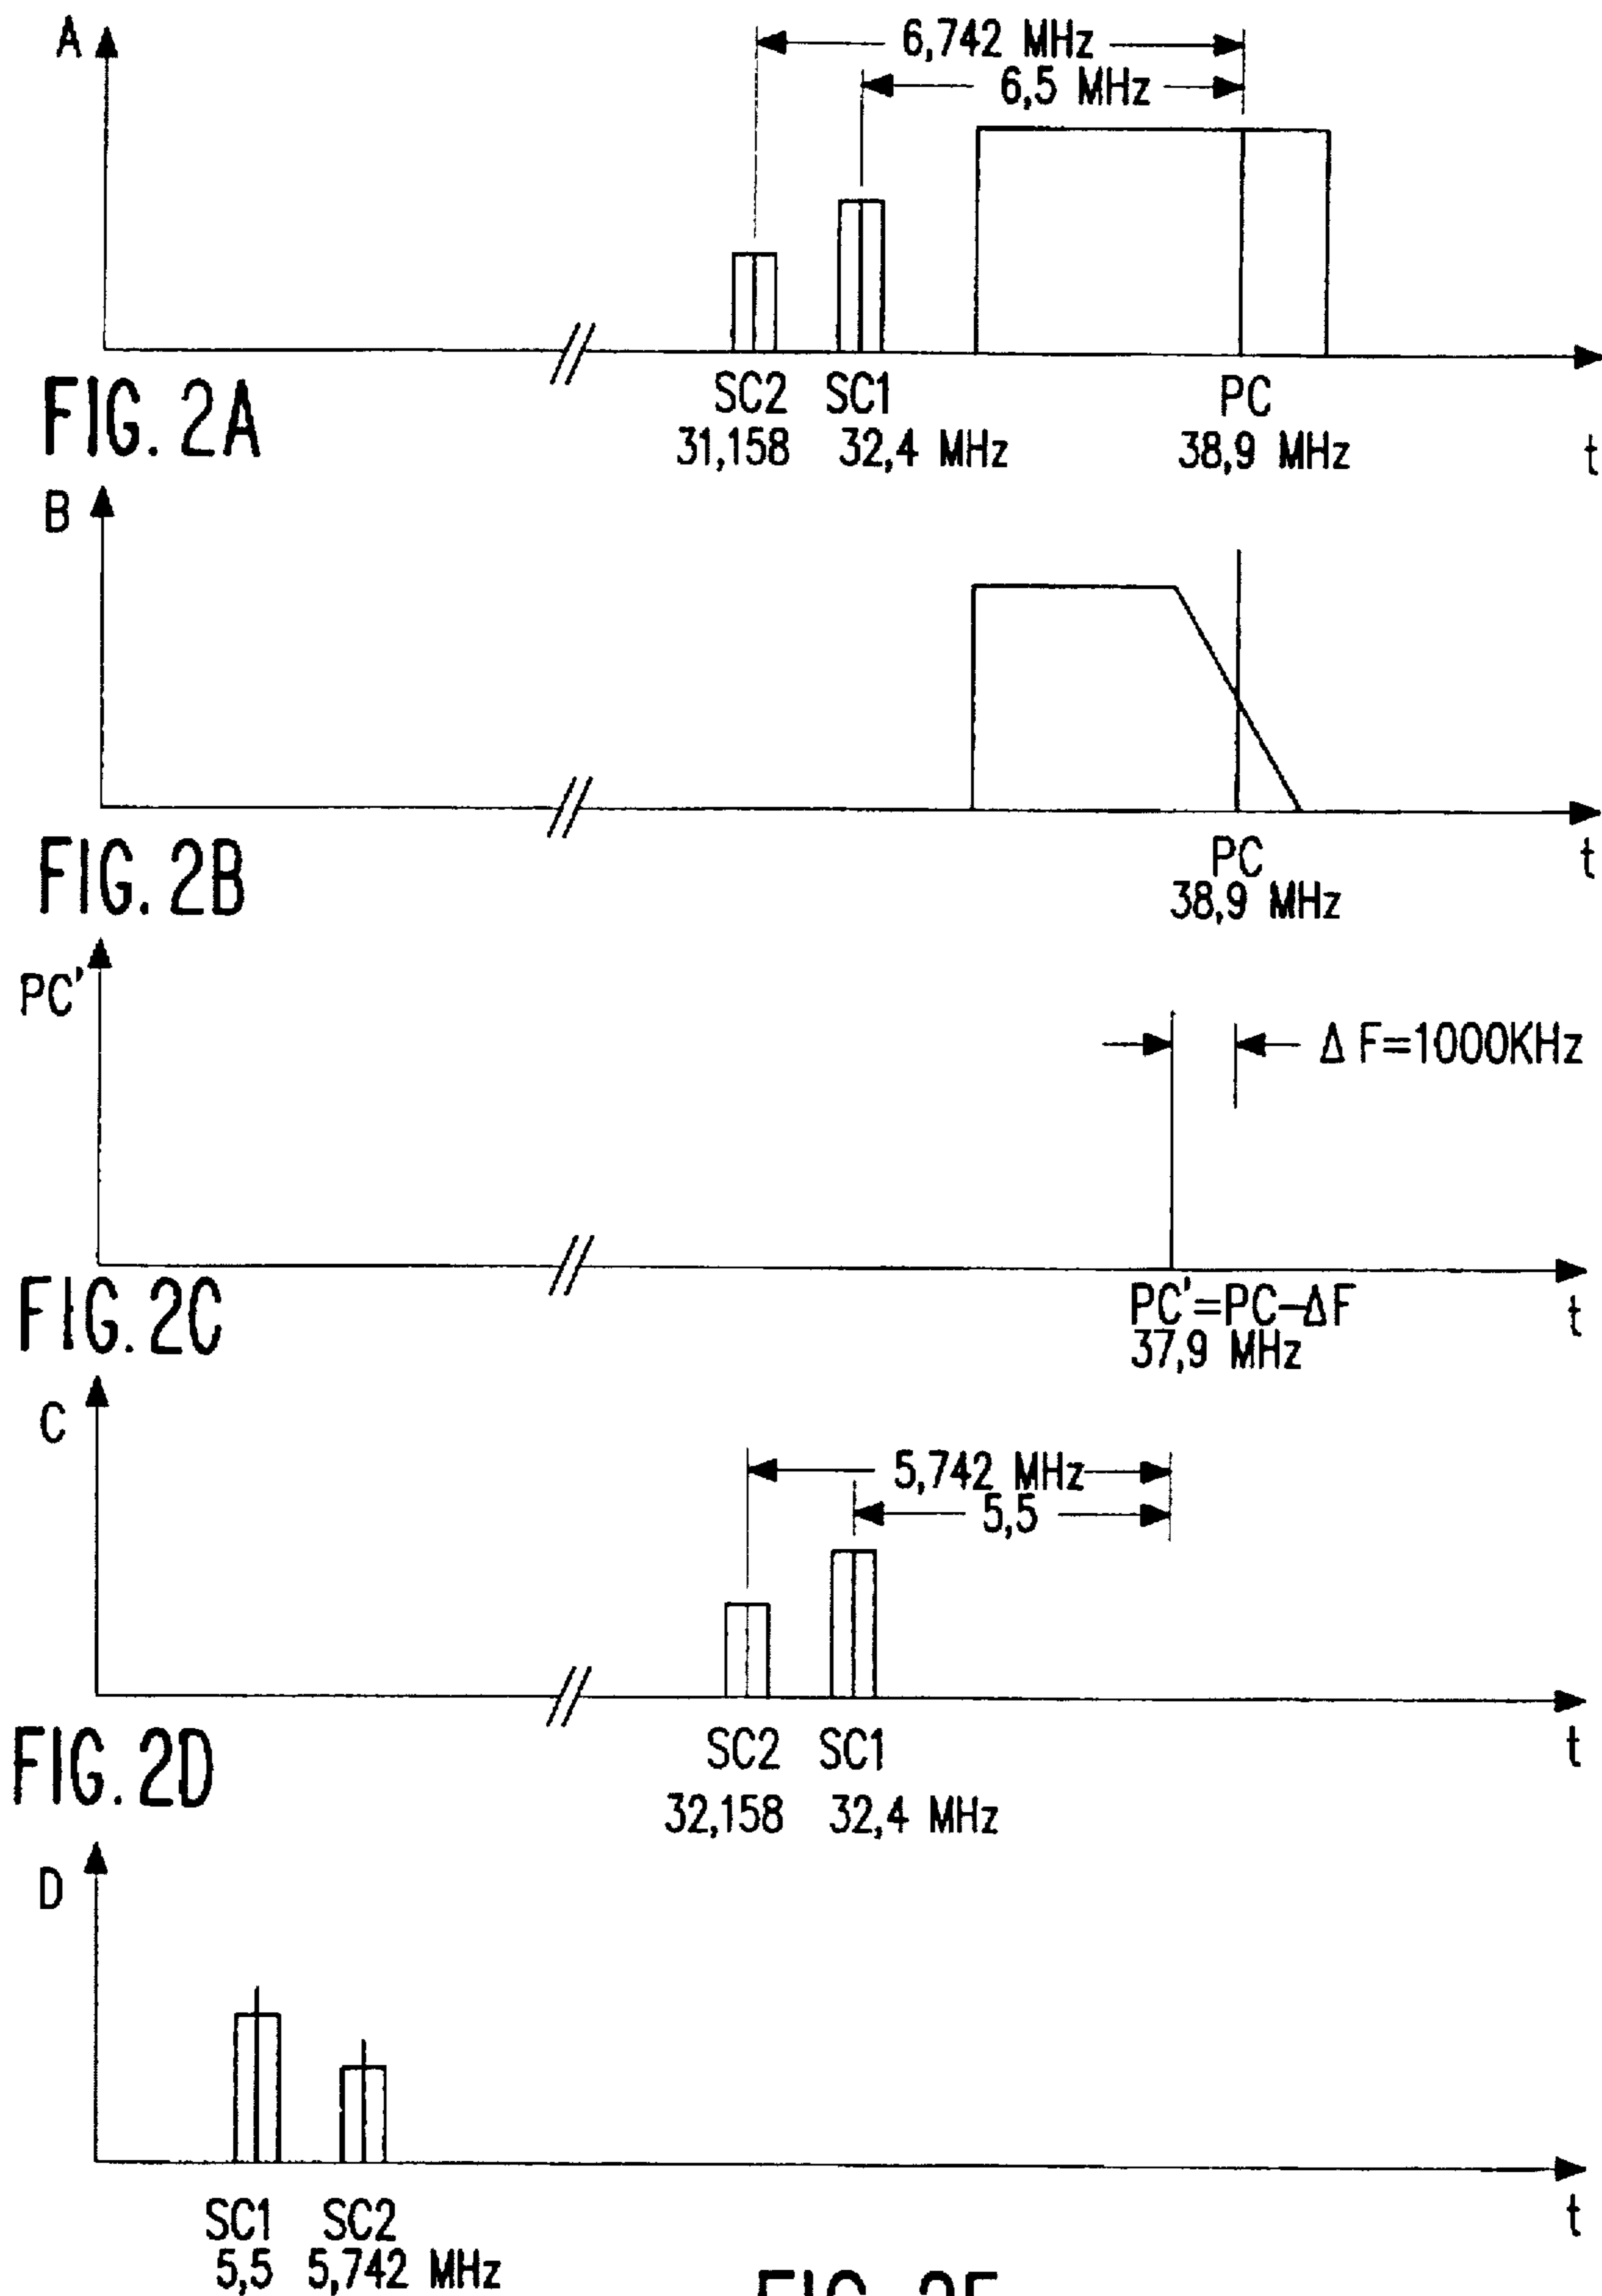 A
6,742 MHz
6,5 MHz
SC2 SC1 PC
31,158 32,4 MHz 38,9 MHz t
FIG. 2A
B
PC t
38,9 MHz
FIG. 2B
PC'
Δ F=1000KHz
PC'=PC-ΔF t
37,9 MHz
FIG. 2C
C
5,742 MHz
5,5
SC2 SC1 t
32,158 32,4 MHz
FIG. 2D
D
SC1 SC2 t
5,5 5,742 MHz